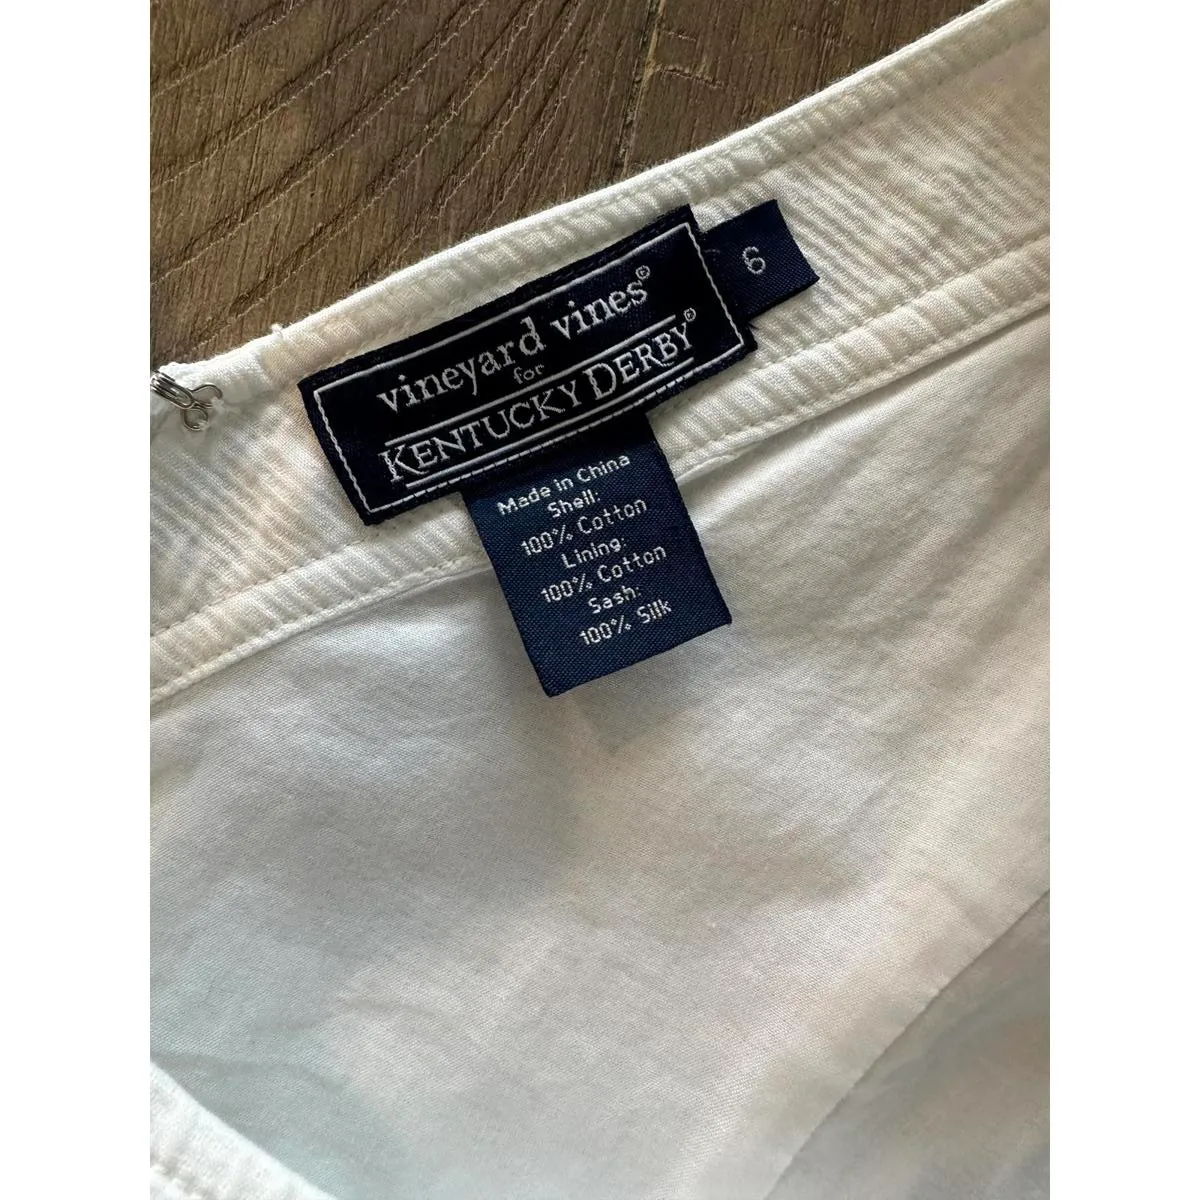 vineyard vines®
for
KENTUCKY DERBY®
6
Made in China
Shell:
100% Cotton
Lining:
100% Cotton
Sash:
100% Silk